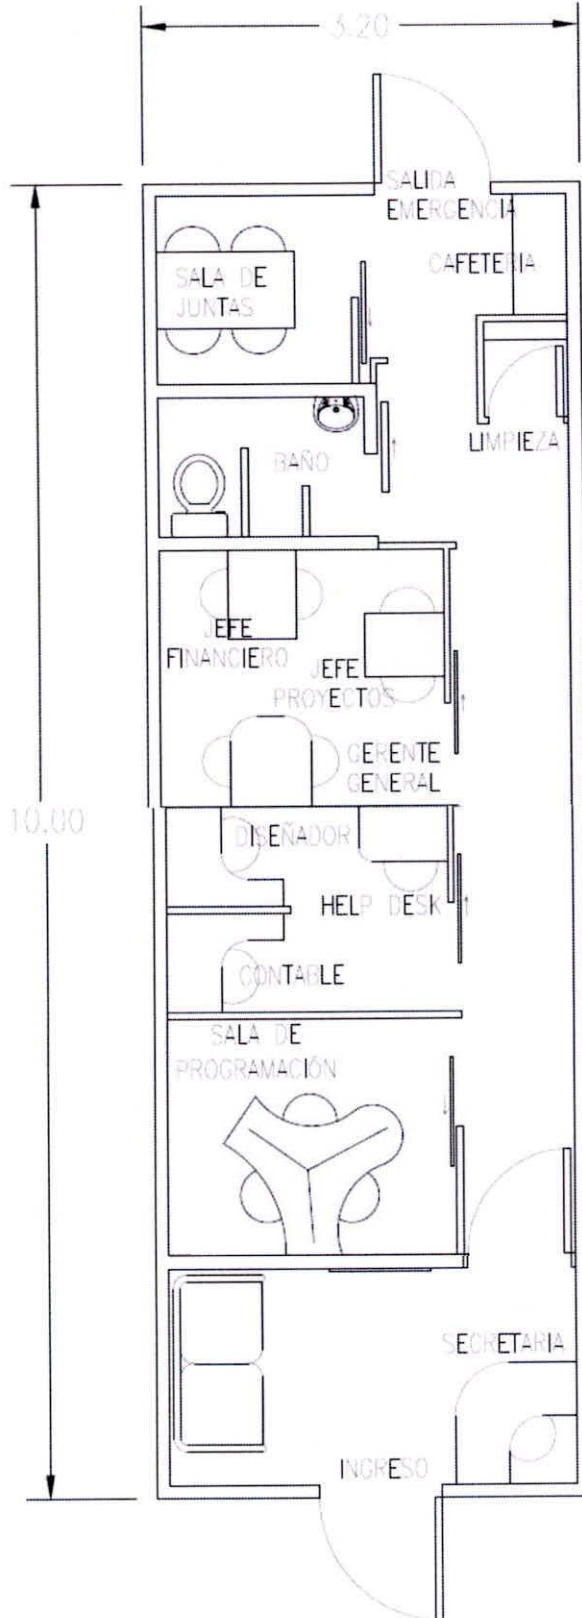 3.20
SALIDA
EMERGENCIA
CAFETERIA
SALA DE
JUNTAS
LIMPIEZA
BAÑO
JEFE
FINANCIERO
JEFE
PROYECTOS
GERENTE
GENERAL
10.00
DISEÑADOR
HELP DESK
CONTABLE
SALA DE
PROGRAMACIÓN
SECRETARIA
INGRESO